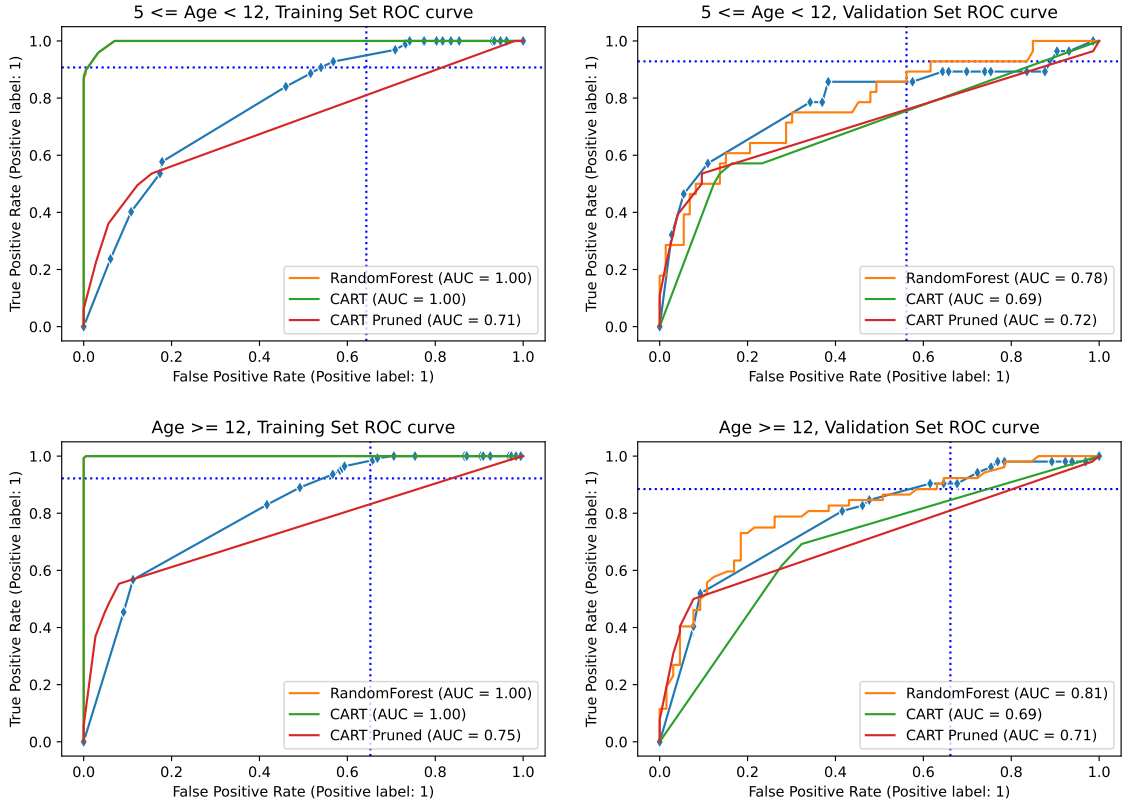 5 <= Age < 12, Training Set ROC curve
True Positive Rate (Positive label: 1)
1.0
0.8
0.6
0.4
0.2
0.0
RandomForest (AUC = 1.00)
CART (AUC = 1.00)
CART Pruned (AUC = 0.71)
0.0 0.2 0.4 0.6 0.8 1.0
False Positive Rate (Positive label: 1)
5 <= Age < 12, Validation Set ROC curve
True Positive Rate (Positive label: 1)
1.0
0.8
0.6
0.4
0.2
0.0
RandomForest (AUC = 0.78)
CART (AUC = 0.69)
CART Pruned (AUC = 0.72)
0.0 0.2 0.4 0.6 0.8 1.0
False Positive Rate (Positive label: 1)
Age >= 12, Training Set ROC curve
True Positive Rate (Positive label: 1)
1.0
0.8
0.6
0.4
0.2
0.0
RandomForest (AUC = 1.00)
CART (AUC = 1.00)
CART Pruned (AUC = 0.75)
0.0 0.2 0.4 0.6 0.8 1.0
False Positive Rate (Positive label: 1)
Age >= 12, Validation Set ROC curve
True Positive Rate (Positive label: 1)
1.0
0.8
0.6
0.4
0.2
0.0
RandomForest (AUC = 0.81)
CART (AUC = 0.69)
CART Pruned (AUC = 0.71)
0.0 0.2 0.4 0.6 0.8 1.0
False Positive Rate (Positive label: 1)